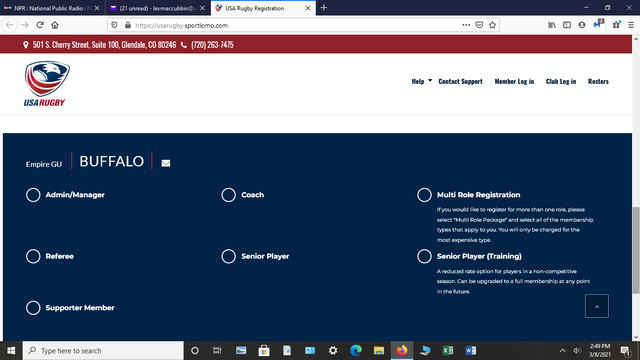 NPR : National Public Radio : N
(21 unread) - lexmaccubbin@y
USA Rugby Registration
https://usarugby.sportlomo.com
501 S. Cherry Street, Suite 100, Glendale, CO 80246 (720) 263-7475
USA RUGBY
Help Contact Support Member Log in Club Log in Rosters
Empire GU BUFFALO
Admin/Manager
Coach
Multi Role Registration
If you would like to register for more than one role, please
select "Multi Role Package" and select all of the membership
types that apply to you. You will only be charged for the
most expensive type.
Referee
Senior Player
Senior Player (Training)
A reduced rate option for players in a non-competitive
season. Can be upgraded to a full membership at any point
in the future.
Supporter Member
Type here to search
2:49 PM
3/8/2021